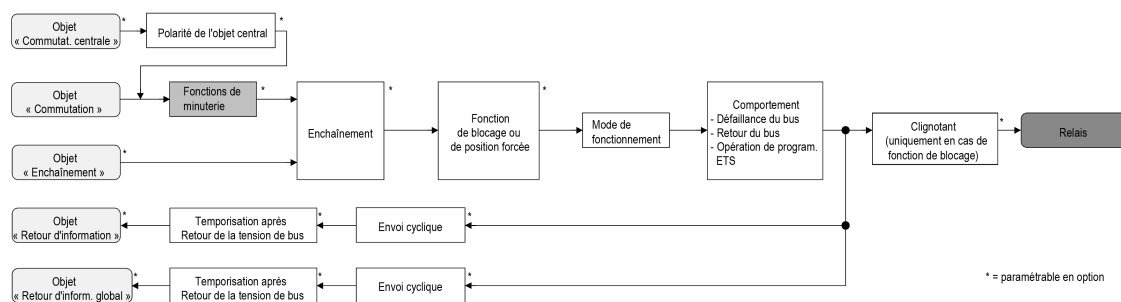 Objet
« Commutat. centrale »
*
Polarité de l'objet central
*
Objet
« Commutation »
Fonctions de
minuterie
*
Enchaînement
*
Fonction
de blocage ou
de position forcée
*
Mode de
fonctionnement
Comportement
- Défaillance du bus
- Retour du bus
- Opération de program.
ETS
Clignotant
(uniquement en cas de
fonction de blocage)
*
Relais
Objet
« Enchaînement »
*
Objet
« Retour d'information »
*
Temporisation après
Retour de la tension de bus
*
Envoi cyclique
*
Objet
« Retour d'inform. global »
*
Temporisation après
Retour de la tension de bus
*
Envoi cyclique
*
* = paramétrable en option